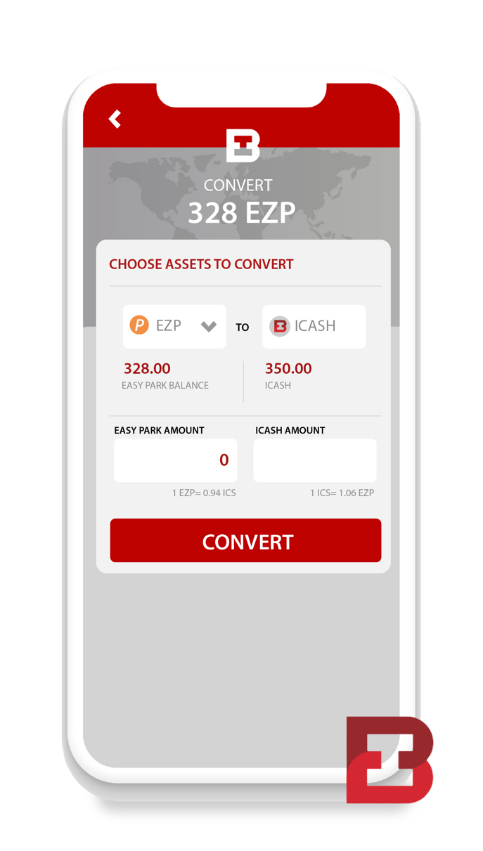 B
CONVERT
328 EZP
CHOOSE ASSETS TO CONVERT
P EZP TO B ICASH
328.00 350.00
EASY PARK BALANCE ICASH
EASY PARK AMOUNT ICASH AMOUNT
0
1 EZP= 0.94 ICS 1 ICS= 1.06 EZP
CONVERT
B